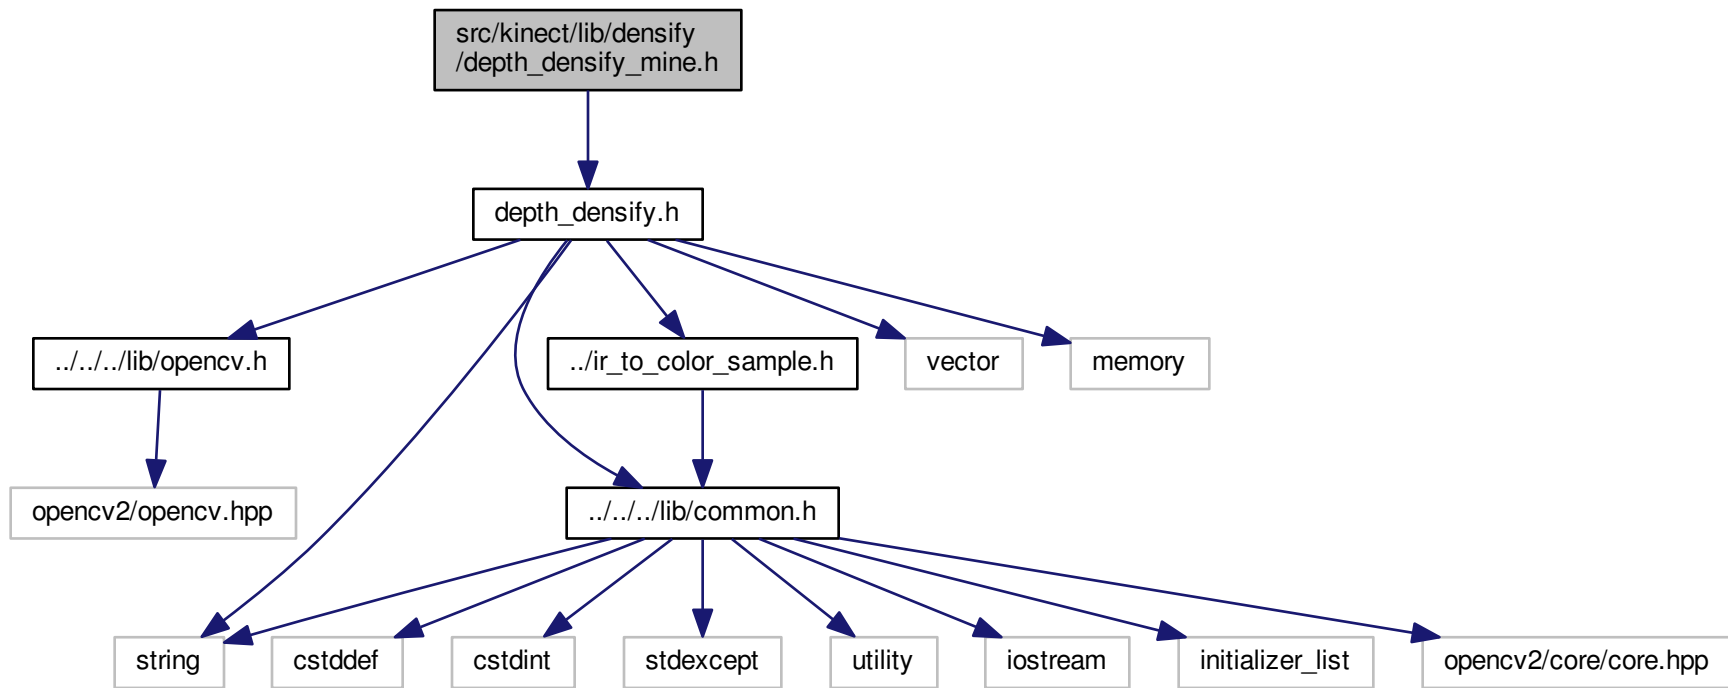 src/kinect/lib/densify
/depth_densify_mine.h
depth_densify.h
../../../lib/opencv.h
../ir_to_color_sample.h
vector
memory
opencv2/opencv.hpp
../../../lib/common.h
string
cstddef
cstdint
stdexcept
utility
iostream
initializer_list
opencv2/core/core.hpp